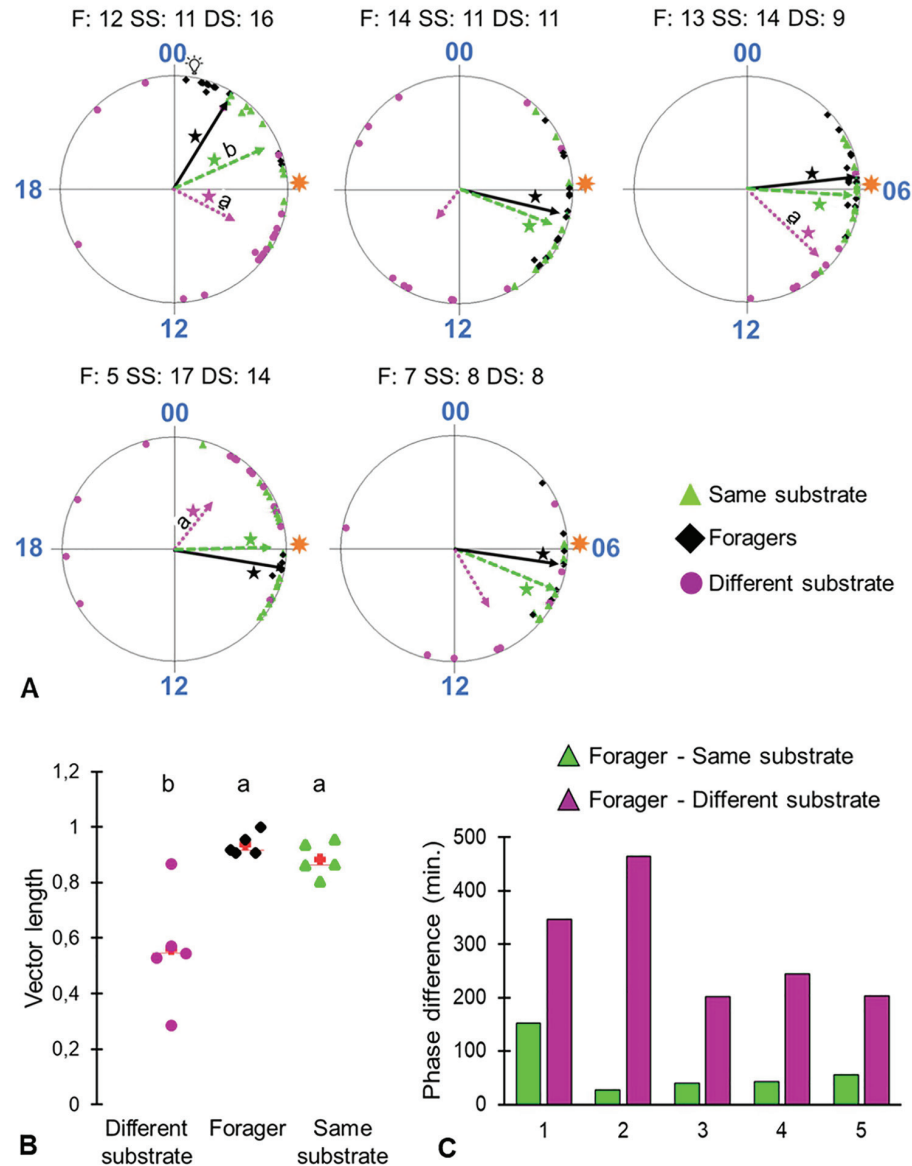 F: 12 SS: 11 DS: 16
F: 14 SS: 11 DS: 11
F: 13 SS: 14 DS: 9
00
00
00
b
a
a
18
06
12
12
12
F: 5 SS: 17 DS: 14
F: 7 SS: 8 DS: 8
00
00
a
18
06
12
12
Same substrate
Foragers
Different substrate
A
Forager - Same substrate
Forager - Different substrate
1,2
1
0,8
0,6
0,4
0,2
0
Vector length
b
a
a
Different substrate
Forager
Same substrate
B
500
400
300
200
100
0
Phase difference (min.)
1
2
3
4
5
C